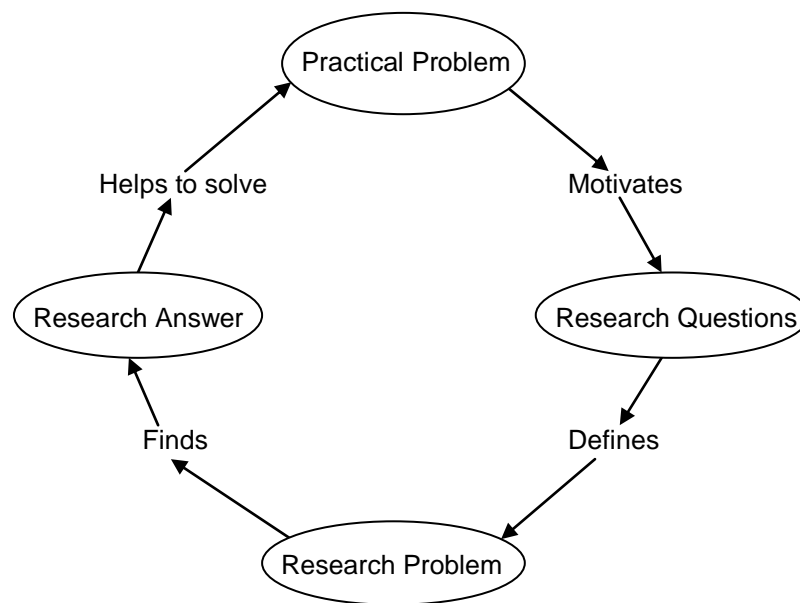 Practical Problem
Helps to solve
Motivates
Research Answer
Research Questions
Finds
Defines
Research Problem